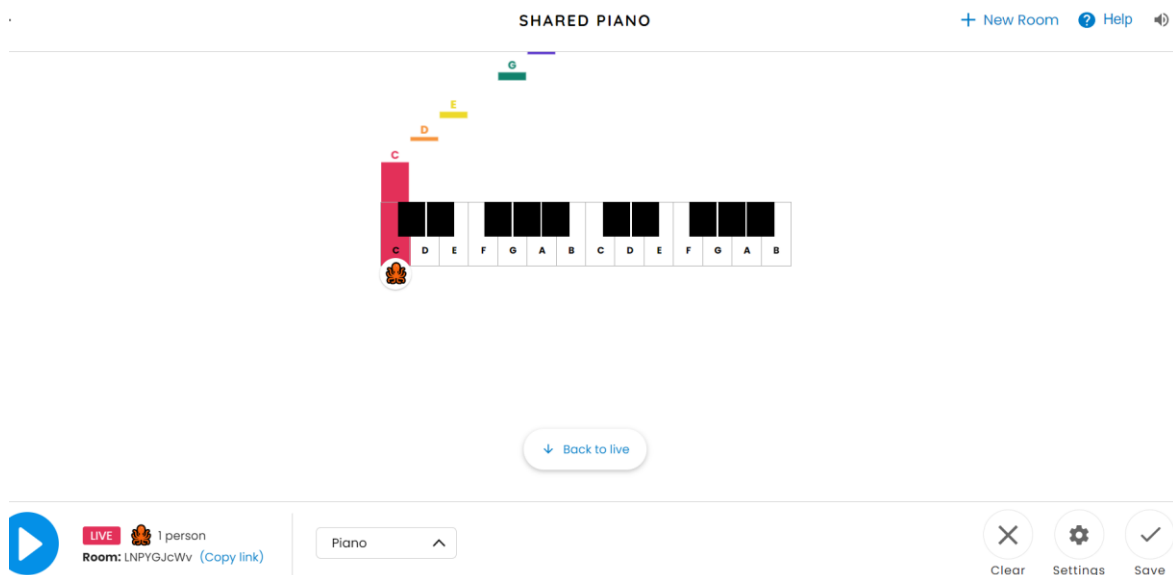 SHARED PIANO
New Room
Help
G
E
D
C
C D E F G A B C D E F G A B
Back to live
LIVE 1 person
Room: LNPYGJcWv (Copy link)
Piano
Clear
Settings
Save